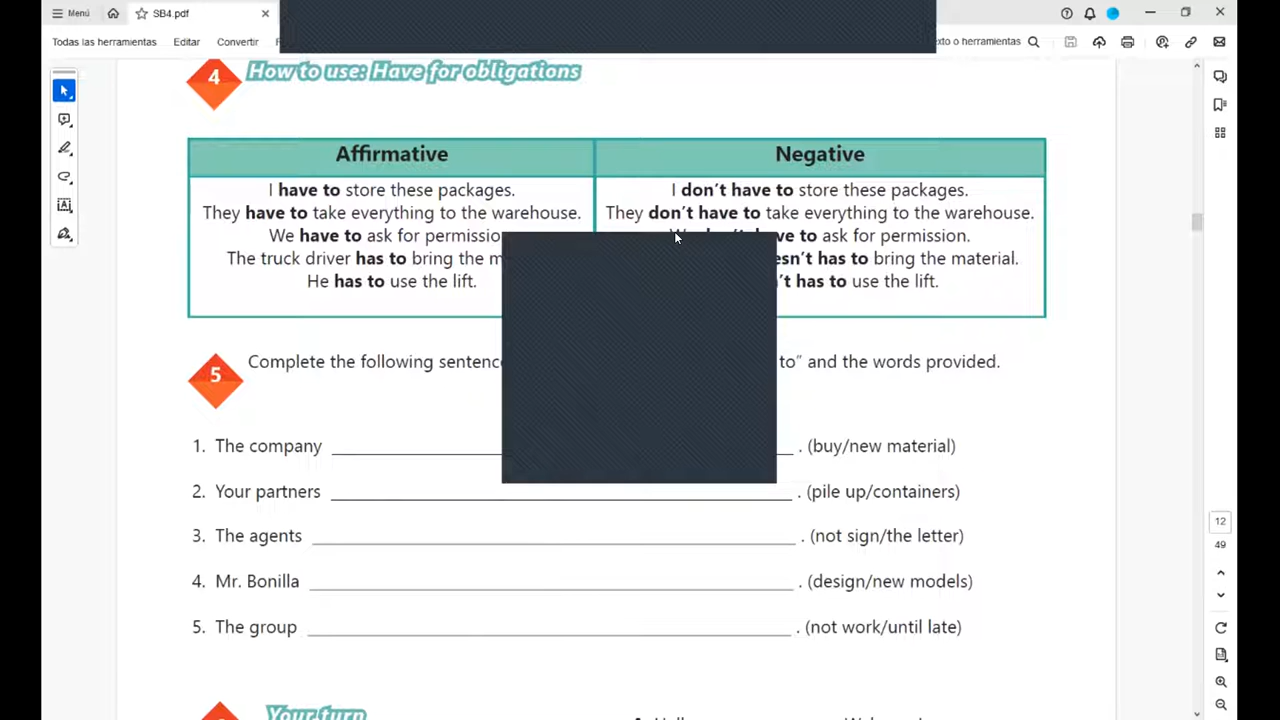 Menú
SB4.pdf
Todas las herramientas Editar Convertir
texto o herramientas
4
How to use: Have for obligations
Affirmative
Negative
I have to store these packages.
They have to take everything to the warehouse.
We have to ask for
The truck driver has to bring the
He has to use the lift.
I don't have to store these packages.
They don't have to take everything to the warehouse.
to ask for permission.
has to bring the material.
has to use the lift.
5
Complete the following to” and the words provided.
1. The company ______ . (buy/new material)
2. Your partners ______ . (pile up/containers)
3. The agents ______ . (not sign/the letter)
4. Mr. Bonilla ______ . (design/new models)
5. The group ______ . (not work/until late)
Your turn
12
49